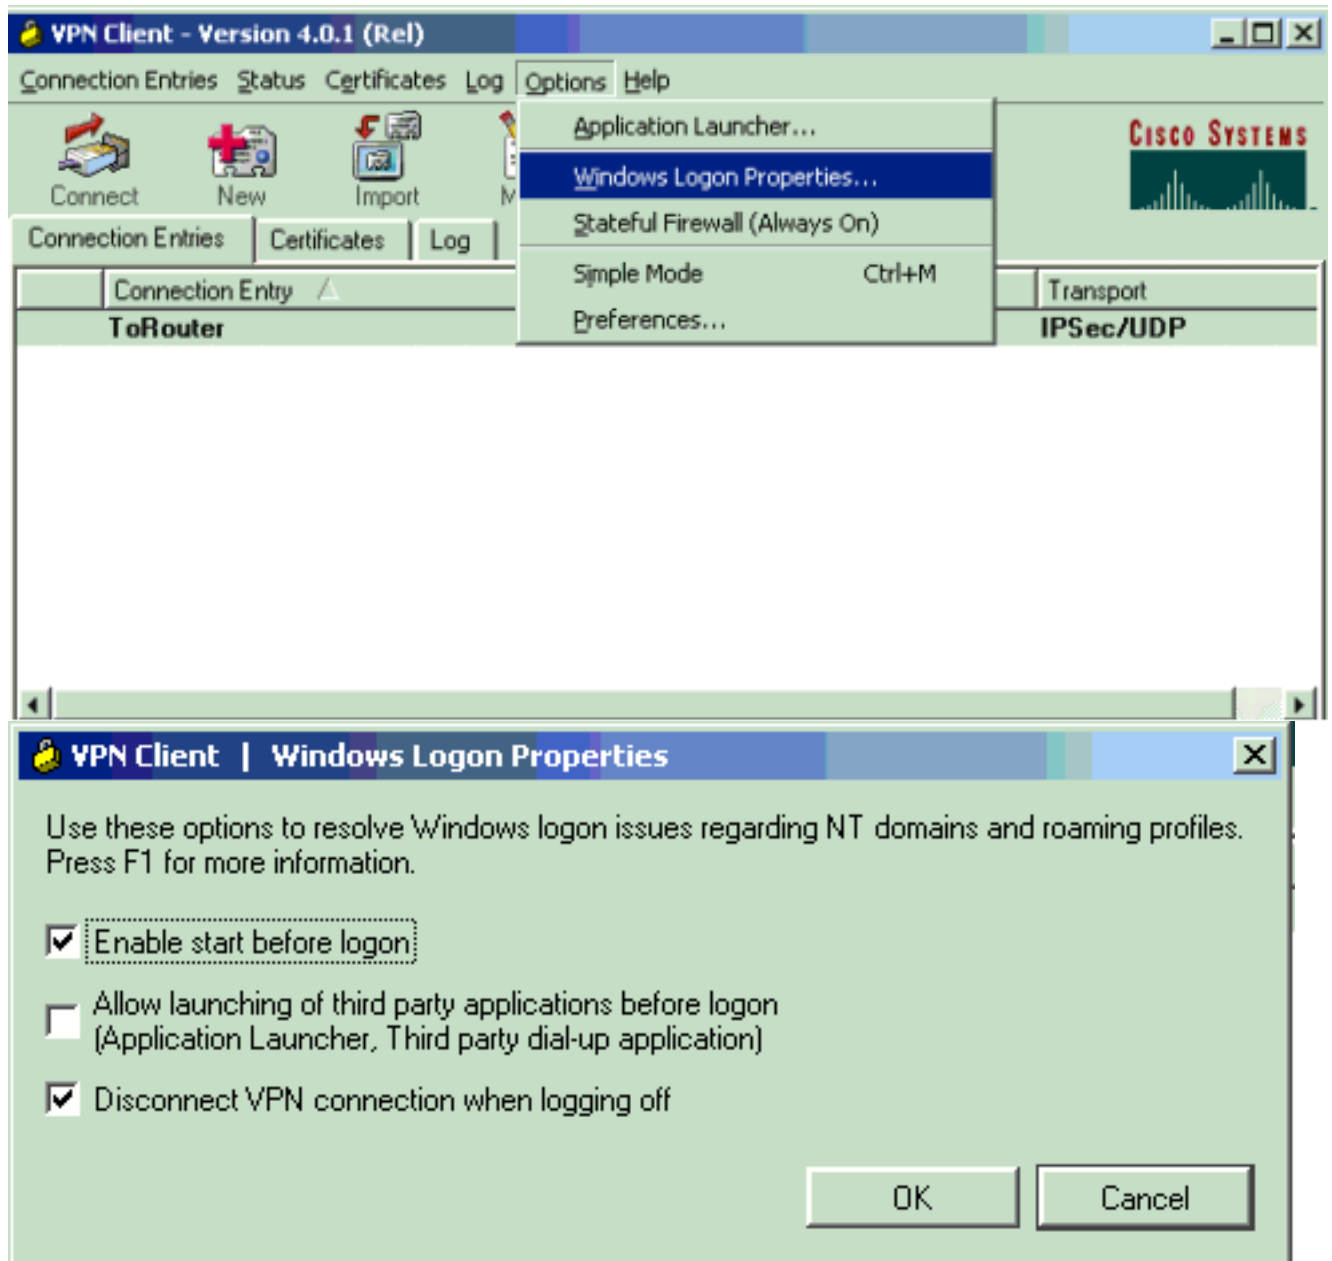 VPN Client - Version 4.0.1 (Rel)
Connection Entries Status Certificates Log Options Help
Application Launcher...
Windows Logon Properties...
Stateful Firewall (Always On)
Simple Mode Ctrl+M
Preferences...
CISCO SYSTEMS
Connect New Import
Connection Entries Certificates Log
Connection Entry Transport
ToRouter IPSec/UDP
VPN Client | Windows Logon Properties
Use these options to resolve Windows logon issues regarding NT domains and roaming profiles.
Press F1 for more information.
Enable start before logon
Allow launching of third party applications before logon
(Application Launcher, Third party dial-up application)
Disconnect VPN connection when logging off
OK Cancel